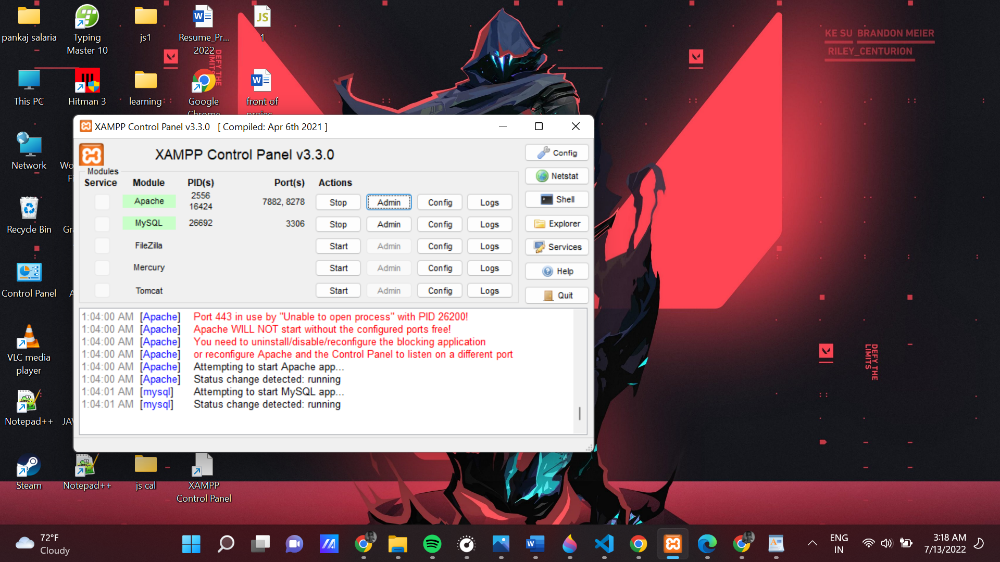 pankaj salaria
Typing
Master 10
js1
Resume_Pr...
2022
JS
1
This PC
Hitman 3
learning
Google
Chrome
front of
projec...
Network
Wo
Fi
Recycle Bin
Gr
Control Panel
A
VLC media
player
Notepad++
JAV
Steam
Notepad++
js cal
XAMPP
Control Panel
KE SU BRANDON MEIER
RILEY_CENTURION
DEFY THE
LIMITS
DEFY THE
LIMITS
XAMPP Control Panel v3.3.0 [ Compiled: Apr 6th 2021 ]
XAMPP Control Panel v3.3.0
Modules
Service Module PID(s) Port(s) Actions
Apache 2556 16424 7882, 8278 Stop Admin Config Logs
MySQL 26692 3306 Stop Admin Config Logs
FileZilla Start Admin Config Logs
Mercury Start Admin Config Logs
Tomcat Start Admin Config Logs
Config
Netstat
Shell
Explorer
Services
Help
Quit
1:04:00 AM [Apache] Port 443 in use by "Unable to open process" with PID 26200!
1:04:00 AM [Apache] Apache WILL NOT start without the configured ports free!
1:04:00 AM [Apache] You need to uninstall/disable/reconfigure the blocking application
1:04:00 AM [Apache] or reconfigure Apache and the Control Panel to listen on a different port
1:04:00 AM [Apache] Attempting to start Apache app...
1:04:00 AM [Apache] Status change detected: running
1:04:01 AM [mysql] Attempting to start MySQL app...
1:04:01 AM [mysql] Status change detected: running
72°F
Cloudy
ENG
IN
3:18 AM
7/13/2022